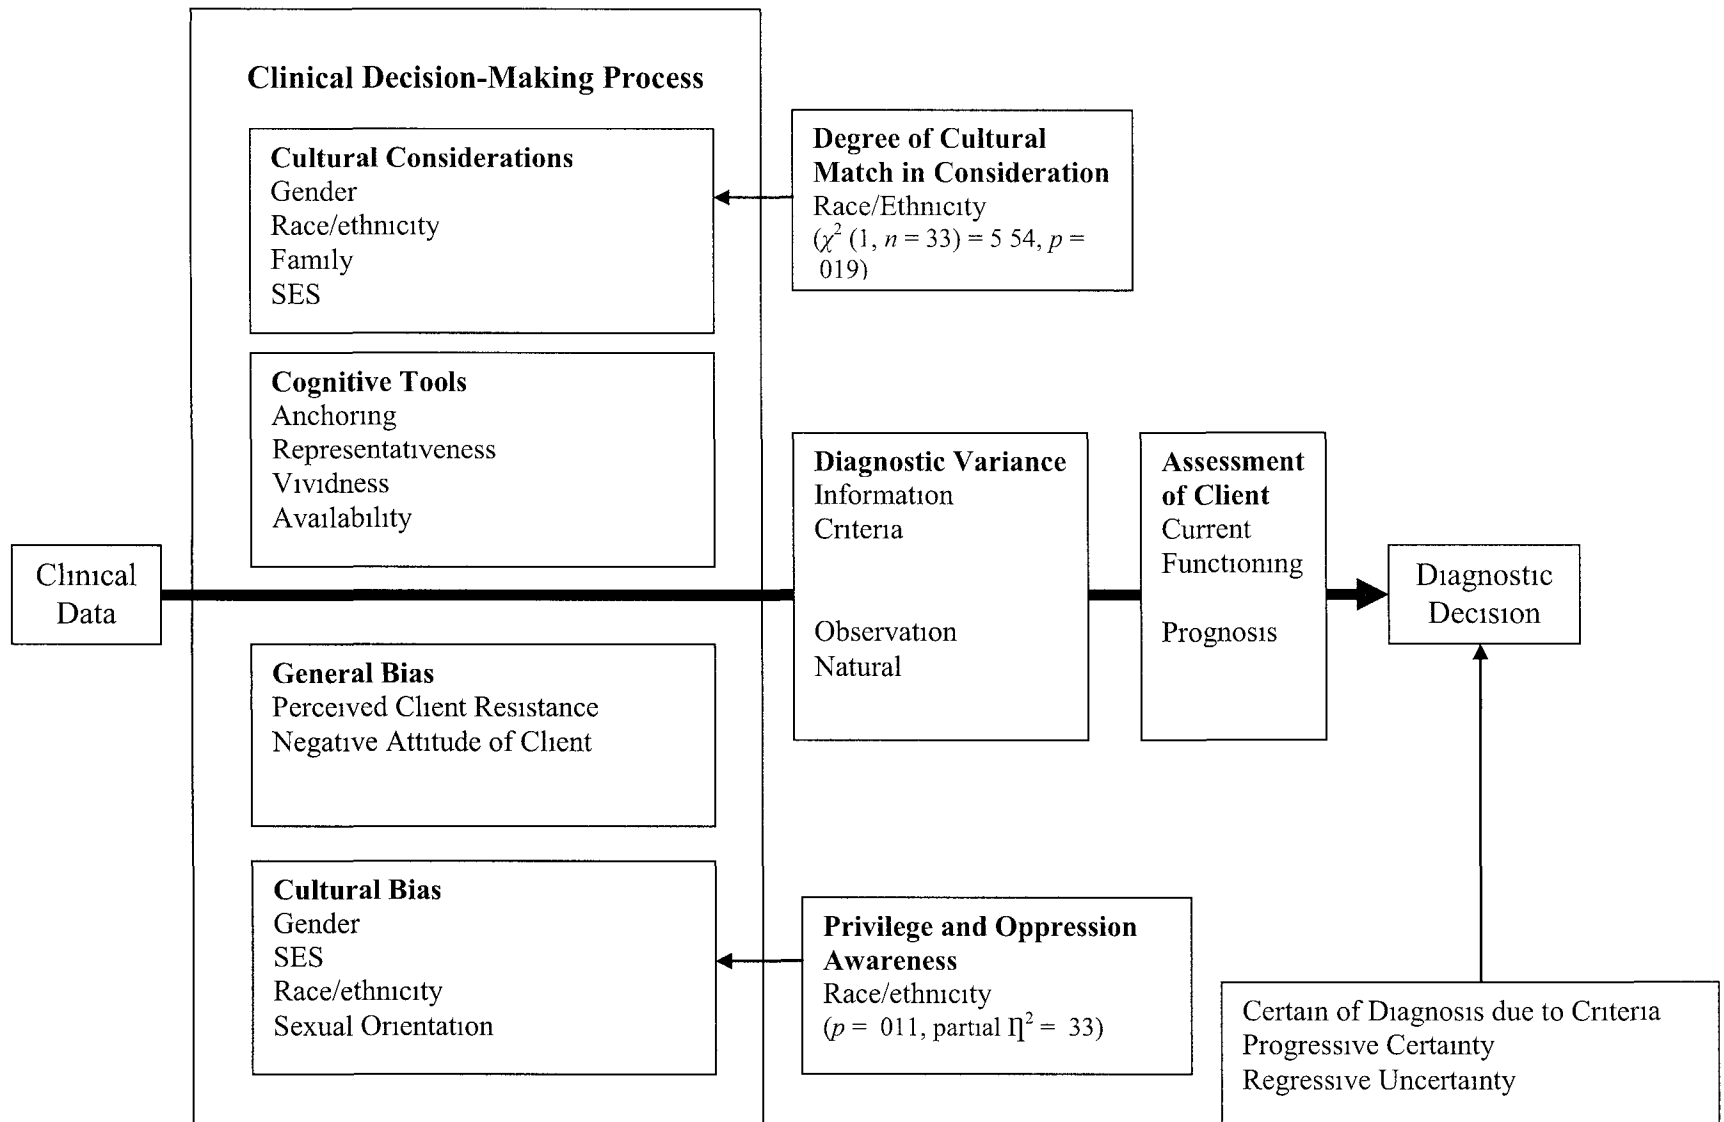 Clinical Decision-Making Process
Cultural Considerations
Gender
Race/ethnicity
Family
SES
Degree of Cultural
Match in Consideration
Race/Ethnicity
(χ² (1, n = 33) = 5 54, p =
019)
Cognitive Tools
Anchoring
Representativeness
Vividness
Availability
Clinical
Data
Diagnostic Variance
Information
Criteria
Observation
Natural
Assessment
of Client
Current
Functioning
Prognosis
Diagnostic
Decision
General Bias
Perceived Client Resistance
Negative Attitude of Client
Cultural Bias
Gender
SES
Race/ethnicity
Sexual Orientation
Privilege and Oppression
Awareness
Race/ethnicity
(p = 011, partial Η² = 33)
Certain of Diagnosis due to Criteria
Progressive Certainty
Regressive Uncertainty